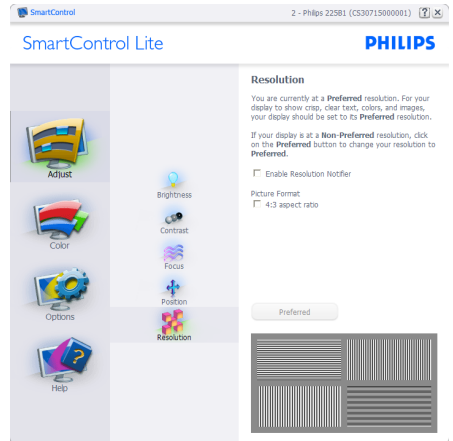 SmartControl
2 - Philips 225B1 (CS30715000001)
?
SmartControl Lite
PHILIPS
Adjust
Color
Options
Help
Brightness
Contrast
Focus
Position
Resolution
Resolution
You are currently at a Preferred resolution. For your
display to show crisp, clear text, colors, and images,
your display should be set to its Preferred resolution.
If your display is at a Non-Preferred resolution, click
on the Preferred button to change your resolution to
Preferred.
Enable Resolution Notifier
Picture Format
4:3 aspect ratio
Preferred